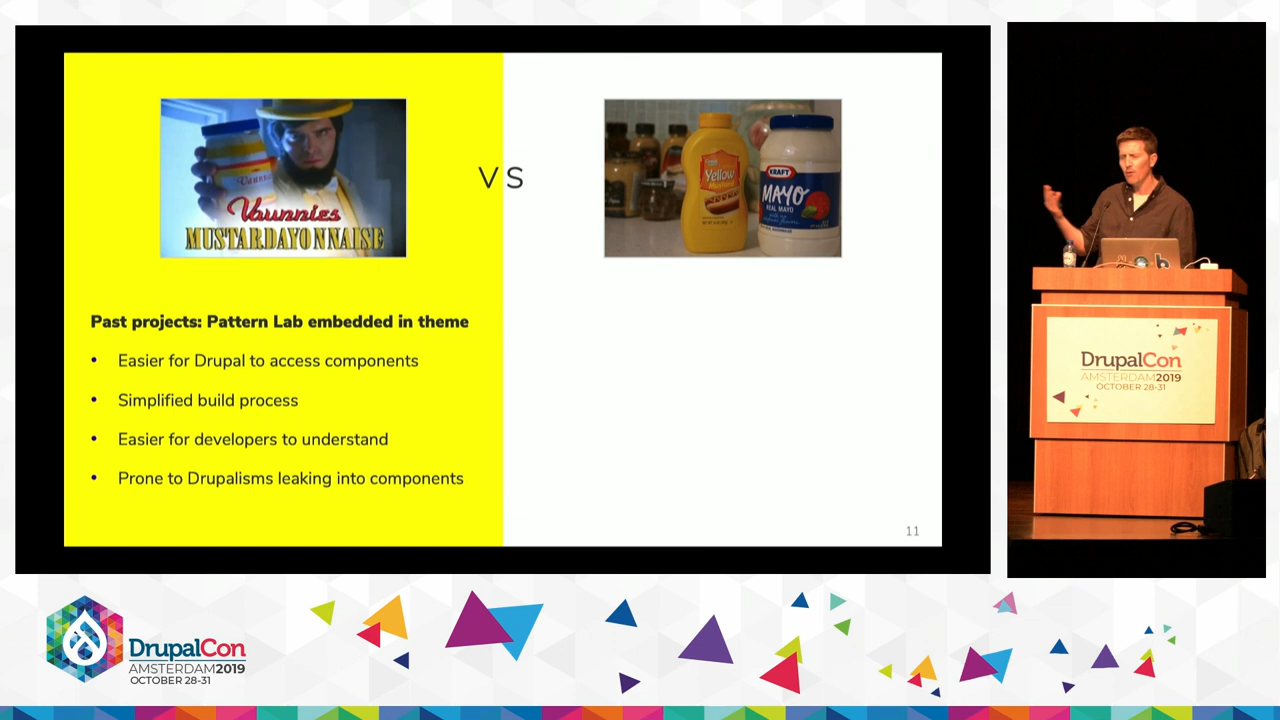 Vaunnies
MUSTARDAYONNAISE
VS
Yellow
Mustard
KRAFT
MAYO
REAL MAYO
Past projects: Pattern Lab embedded in theme
• Easier for Drupal to access components
• Simplified build process
• Easier for developers to understand
• Prone to Drupalisms leaking into components
11
DrupalCon
AMSTERDAM2019
OCTOBER 28-31
DrupalCon
AMSTERDAM2019
OCTOBER 28-31